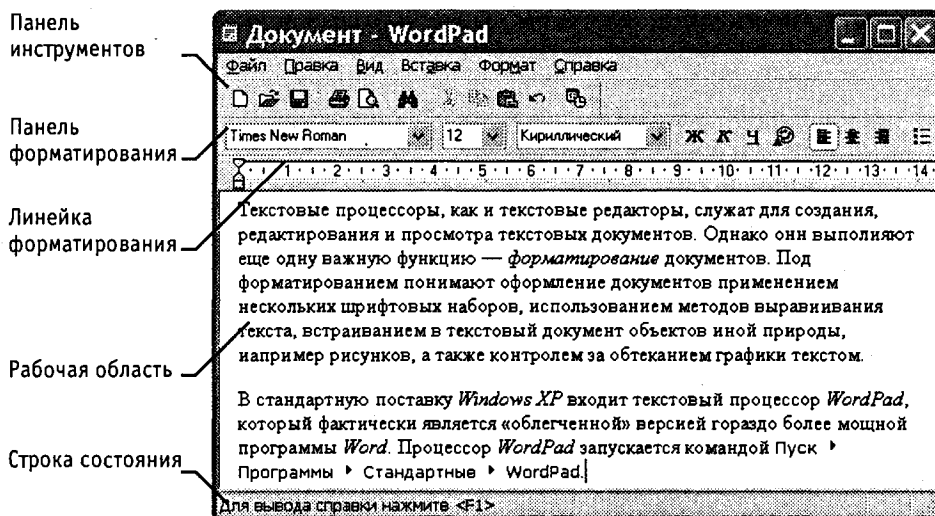 Панель
инструментов
Панель
форматирования
Линейка
форматирования
Рабочая область
Строка состояния
Документ - WordPad
Файл Правка Вид Вставка Формат Справка
Times New Roman 12 Кириллический Ж К Ч
1 2 3 4 5 6 7 8 9 10 11 12 13 14
Текстовые процессоры, как и текстовые редакторы, служат для создания,
редактирования и просмотра текстовых документов. Однако они выполняют
еще одну важную функцию — форматирование документов. Под
форматированием понимают оформление документов применением
нескольких шрифтовых наборов, использованием методов выравнивания
текста, встраиванием в текстовый документ объектов иной природы,
например рисунков, а также контролем за обтеканием графики текстом.
В стандартную поставку Windows XP входит текстовый процессор WordPad,
который фактически является «облегченной» версией гораздо более мощной
программы Word. Процессор WordPad запускается командой Пуск ▸
Программы ▸ Стандартные ▸ WordPad.
Для вывода справки нажмите <F1>